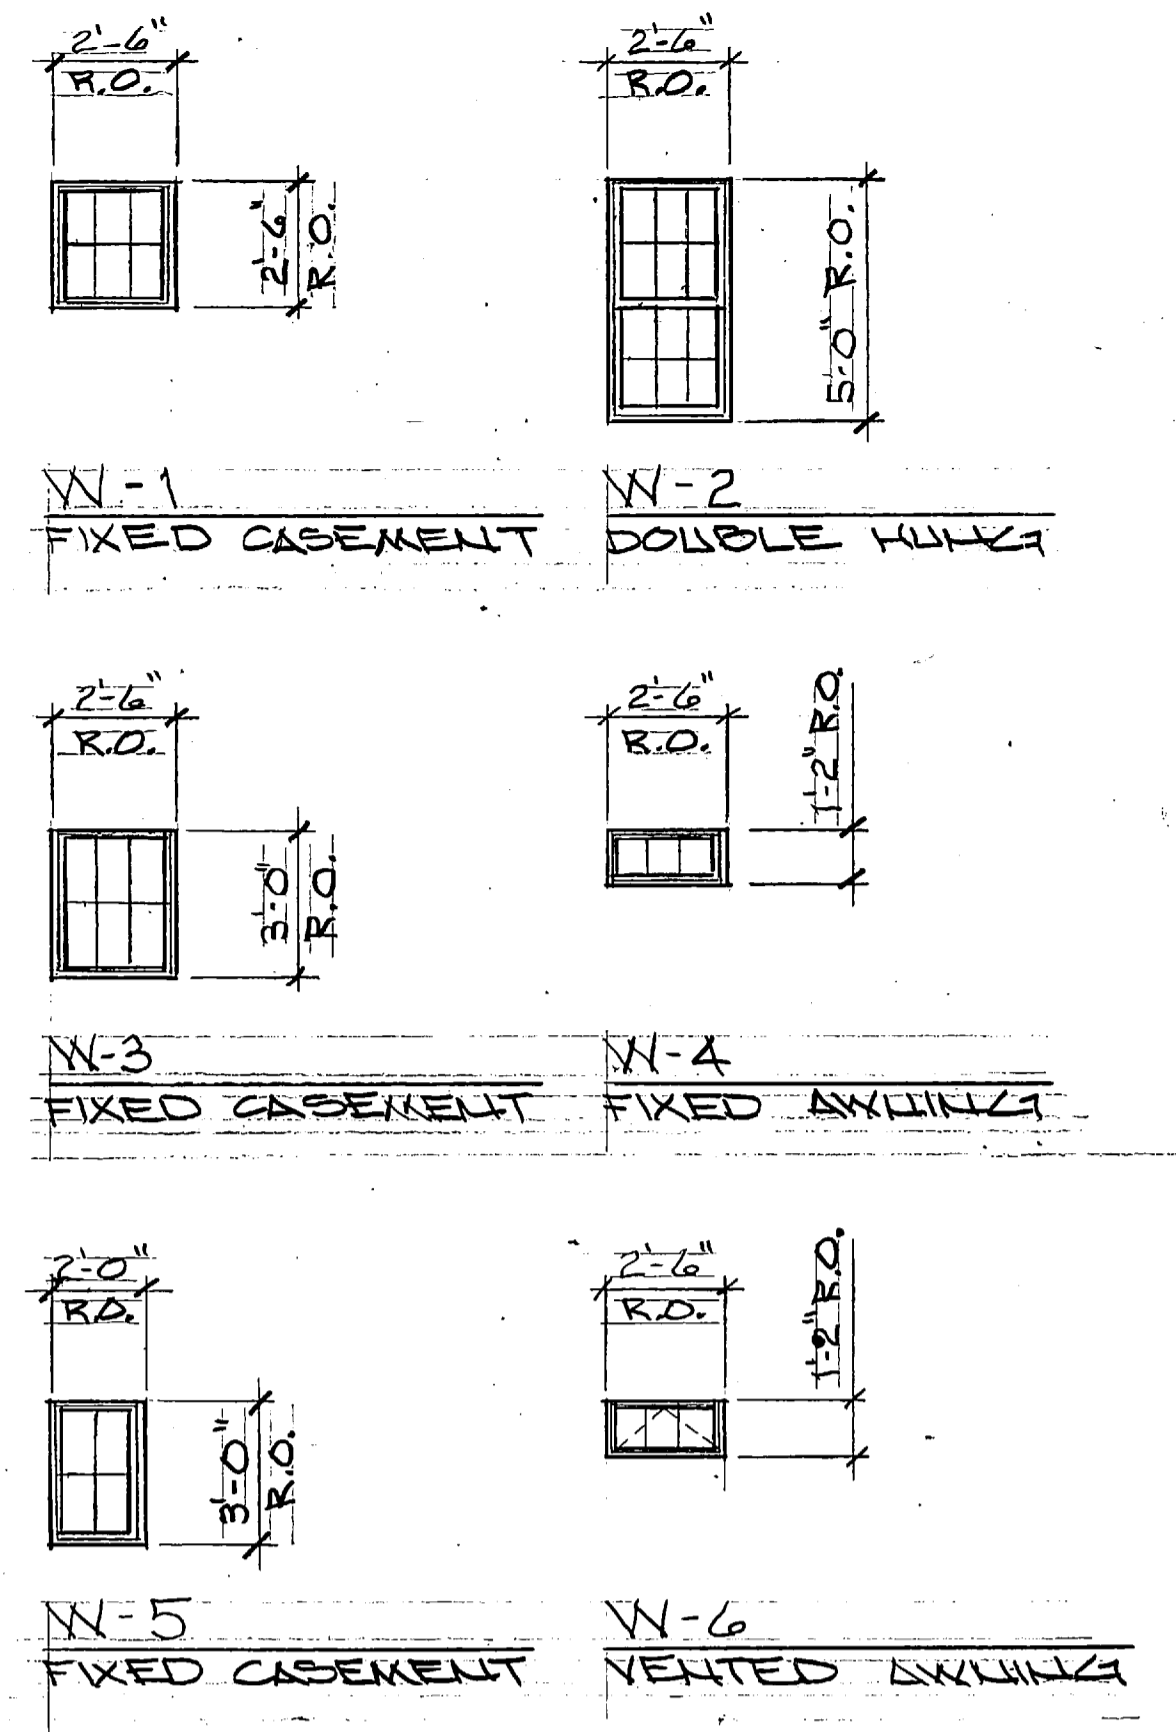 2'-6"
R.O.
2'-6"
R.O.
W-1
FIXED CASEMENT
2'-6"
R.O.
5'-0" R.O.
W-2
DOUBLE HUNG
2'-6"
R.O.
3'-0"
R.O.
W-3
FIXED CASEMENT
2'-6"
R.O.
1'-2" R.O.
W-4
FIXED AWNING
2'-0"
R.O.
3'-0"
R.O.
W-5
FIXED CASEMENT
2'-6"
R.O.
1'-2" R.O.
W-6
VENTED AWNING